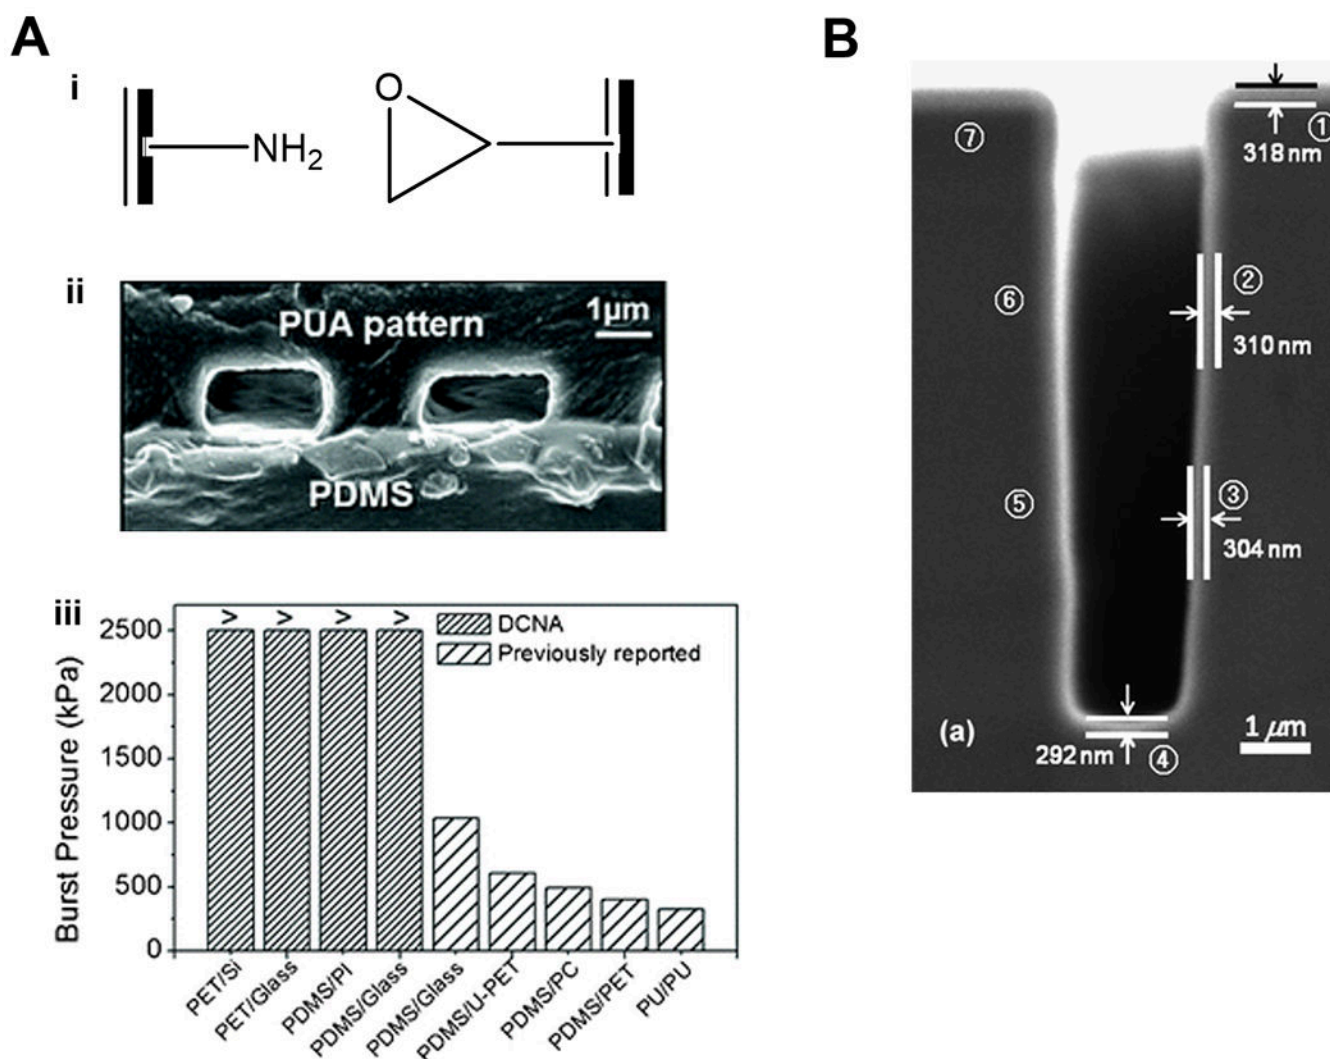 A
i
O
NH2
ii
PUA pattern
1μm
PDMS
iii
> > > >
DCNA
Previously reported
Burst Pressure (kPa)
2500
2000
1500
1000
500
0
PET/Si
PET/Glass
PDMS/PI
PDMS/Glass
PDMS/Glass
PDMS/U-PET
PDMS/PC
PDMS/PET
PU/PU
B
⑦
①
318 nm
⑥
②
310 nm
⑤
③
304 nm
(a)
292 nm
④
1 μm